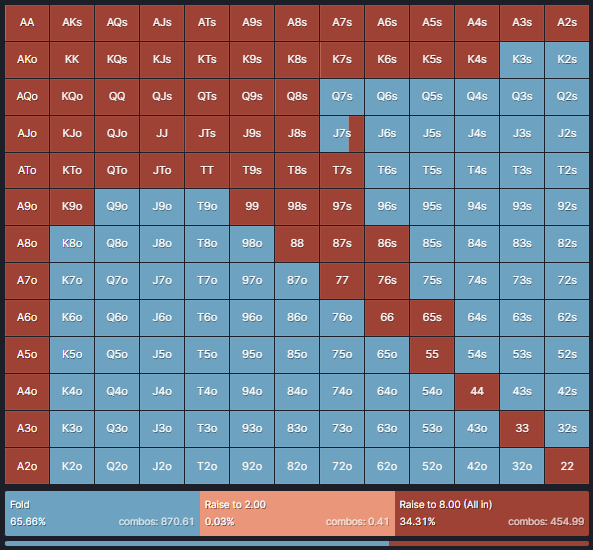 AA AKs AQs AJs ATs A9s A8s A7s A6s A5s A4s A3s A2s
AKo KK KQs KJs KTs K9s K8s K7s K6s K5s K4s K3s K2s
AQo KQo QQ QJs QTs Q9s Q8s Q7s Q6s Q5s Q4s Q3s Q2s
AJo KJo QJo JJ JTs J9s J8s J7s J6s J5s J4s J3s J2s
ATo KTo QTo JTo TT T9s T8s T7s T6s T5s T4s T3s T2s
A9o K9o Q9o J9o T9o 99 98s 97s 96s 95s 94s 93s 92s
A8o K8o Q8o J8o T8o 98o 88 87s 86s 85s 84s 83s 82s
A7o K7o Q7o J7o T7o 97o 87o 77 76s 75s 74s 73s 72s
A6o K6o Q6o J6o T6o 96o 86o 76o 66 65s 64s 63s 62s
A5o K5o Q5o J5o T5o 95o 85o 75o 65o 55 54s 53s 52s
A4o K4o Q4o J4o T4o 94o 84o 74o 64o 54o 44 43s 42s
A3o K3o Q3o J3o T3o 93o 83o 73o 63o 53o 43o 33 32s
A2o K2o Q2o J2o T2o 92o 82o 72o 62o 52o 42o 32o 22
Fold Raise to 2.00 Raise to 8.00 (All in)
65.66% combos: 870.61 0.03% combos: 0.41 34.31% combos: 454.99